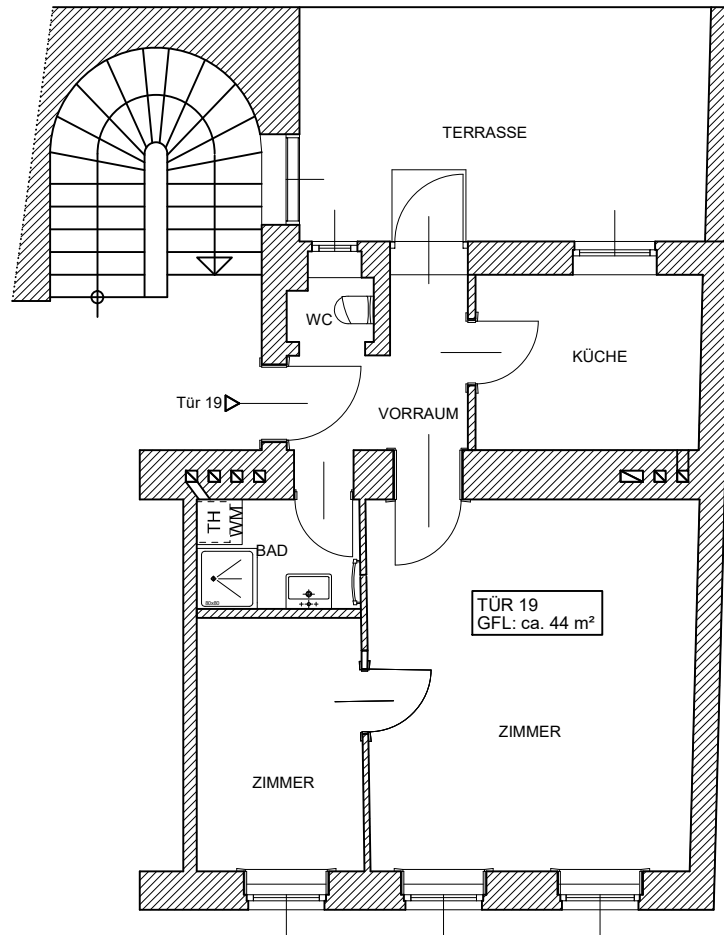 TERRASSE
WC
KÜCHE
Tür 19
VORRAUM
TH
WM
BAD
80x80
TÜR 19
GFL: ca. 44 m²
ZIMMER
ZIMMER